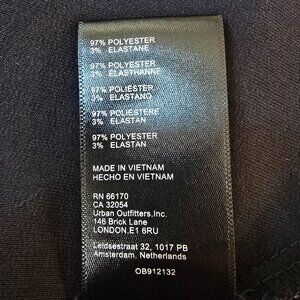 97% POLYESTER
3% ELASTANE
97% POLYESTER
3% ELASTHANNE
97% POLIÉSTER
3% ELASTANO
97% POLIESTERE
3% ELASTAN
97% POLYESTER
3% ELASTAN
MADE IN VIETNAM
HECHO EN VIETNAM
RN 66170
CA 32054
Urban Outfitters,Inc.
146 Brick Lane
LONDON,E1 6RU
Leidsestraat 32, 1017 PB
Amsterdam, Netherlands
OB912132